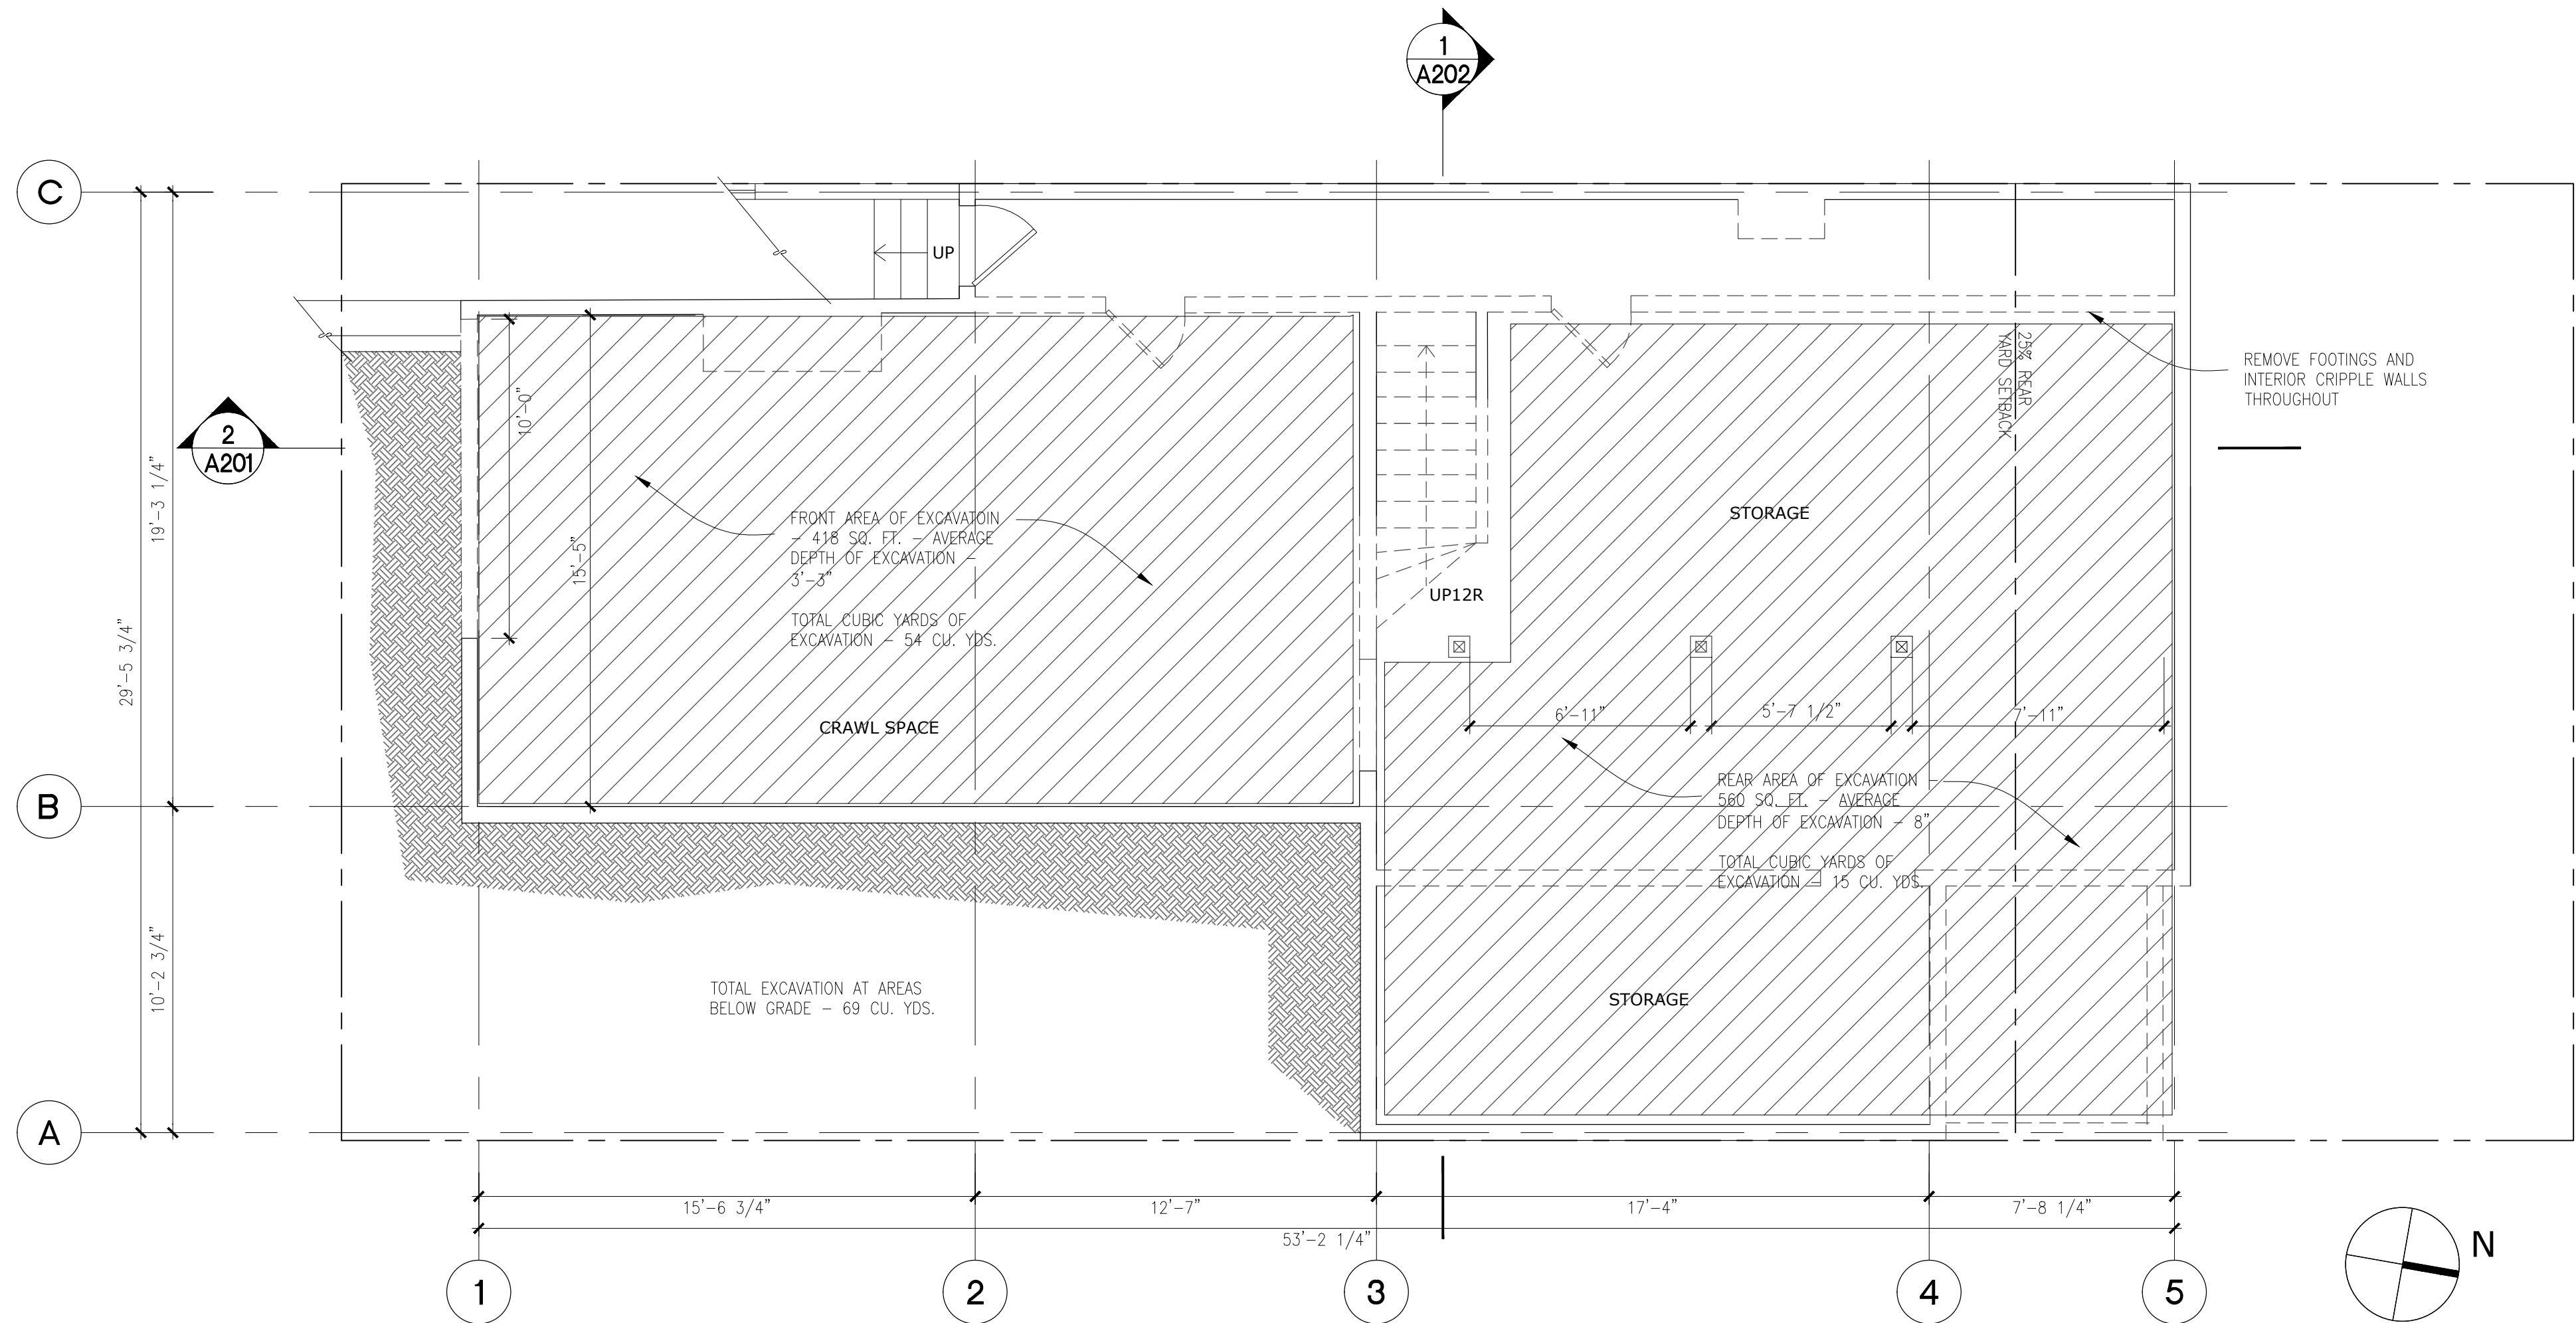 1
A202
C
UP
25% REAR
YARD SETBACK
REMOVE FOOTINGS AND
INTERIOR CRIPPLE WALLS
THROUGHOUT
10'-0"
2
A201
19'-3 1/4"
FRONT AREA OF EXCAVATOIN
- 418 SQ. FT. - AVERAGE
DEPTH OF EXCAVATION -
3'-3"
STORAGE
15'-5"
UP12R
TOTAL CUBIC YARDS OF
EXCAVATION - 54 CU. YDS.
29'-5 3/4"
CRAWL SPACE
6'-11"
5'-7 1/2"
7'-11"
B
REAR AREA OF EXCAVATION -
560 SQ. FT. - AVERAGE
DEPTH OF EXCAVATION - 8"
TOTAL CUBIC YARDS OF
EXCAVATION - 15 CU. YDS.
10'-2 3/4"
TOTAL EXCAVATION AT AREAS
BELOW GRADE - 69 CU. YDS.
STORAGE
A
15'-6 3/4"
12'-7"
17'-4"
7'-8 1/4"
53'-2 1/4"
N
1
2
3
4
5